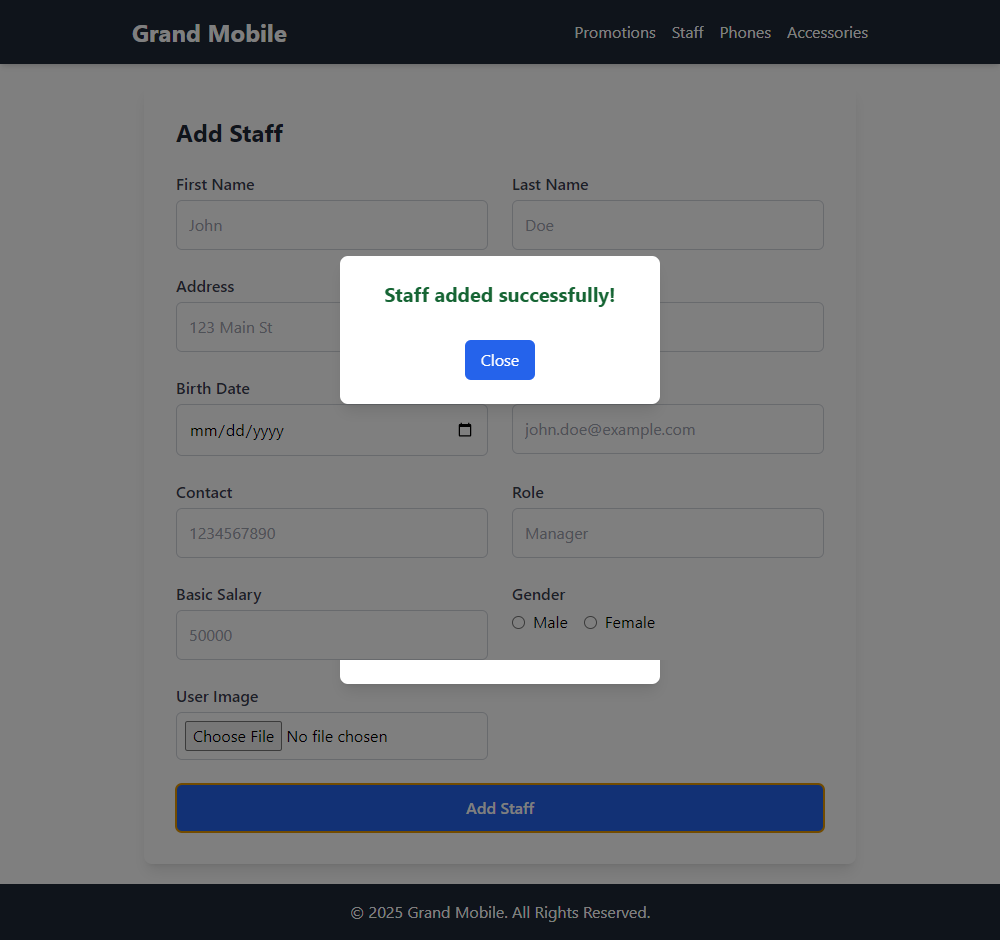 Grand Mobile
Promotions Staff Phones Accessories
Add Staff
First Name Last Name
John Doe
Staff added successfully!
Address
123 Main St
Close
Birth Date
mm/dd/yyyy john.doe@example.com
Contact Role
1234567890 Manager
Basic Salary Gender
50000 Male Female
User Image
Choose File No file chosen
Add Staff
© 2025 Grand Mobile. All Rights Reserved.